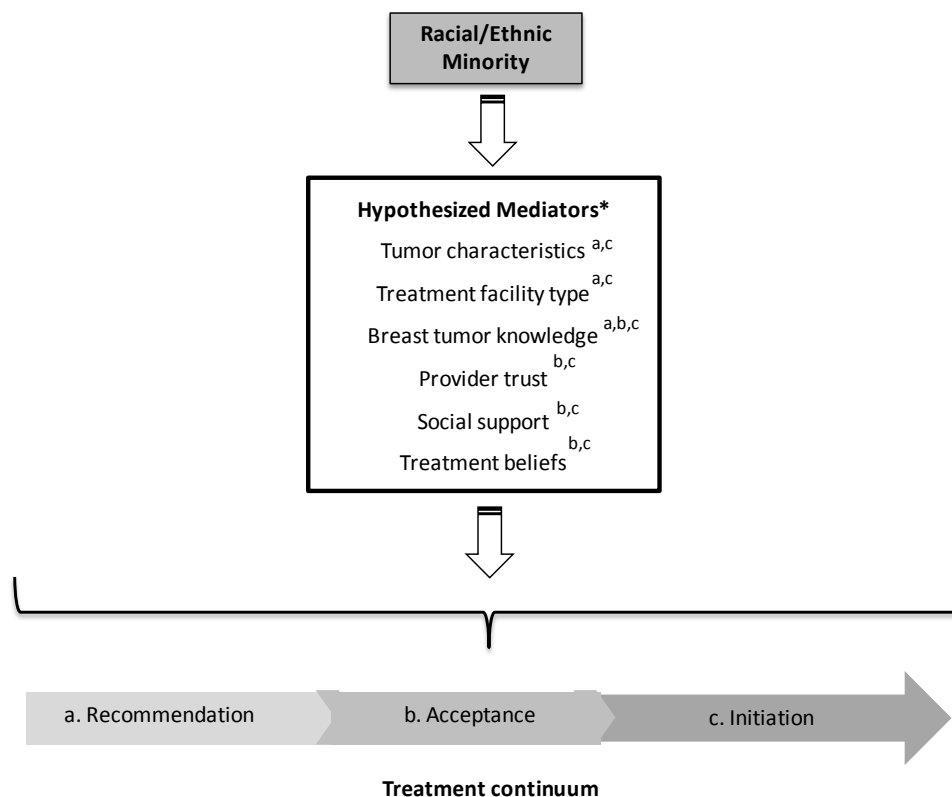 Racial/Ethnic
Minority
Hypothesized Mediators*
Tumor characteristics a,c
Treatment facility type a,c
Breast tumor knowledge a,b,c
Provider trust b,c
Social support b,c
Treatment beliefs b,c
a. Recommendation
b. Acceptance
c. Initiation
Treatment continuum